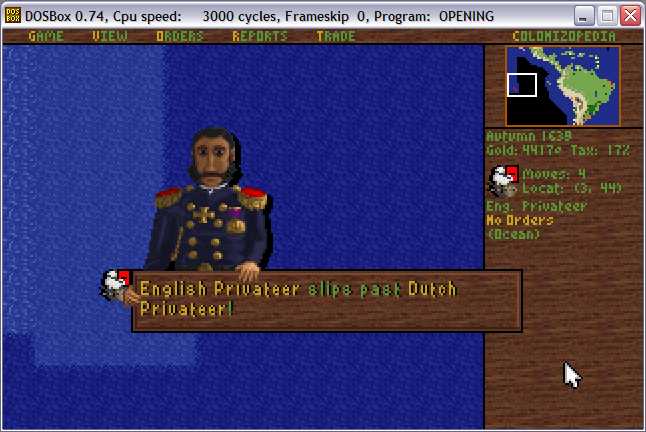 DOSBox 0.74, Cpu speed: 3000 cycles, Frameskip 0, Program: OPENING
GAME VIEW ORDERS REPORTS TRADE COLONIZOPEDIA
Autumn 1639
Gold: 4417 Tax: 17%
Moves: 4
Locat: (3, 44)
Eng. Privateer
No Orders
(Ocean)
English Privateer slips past Dutch
Privateer!